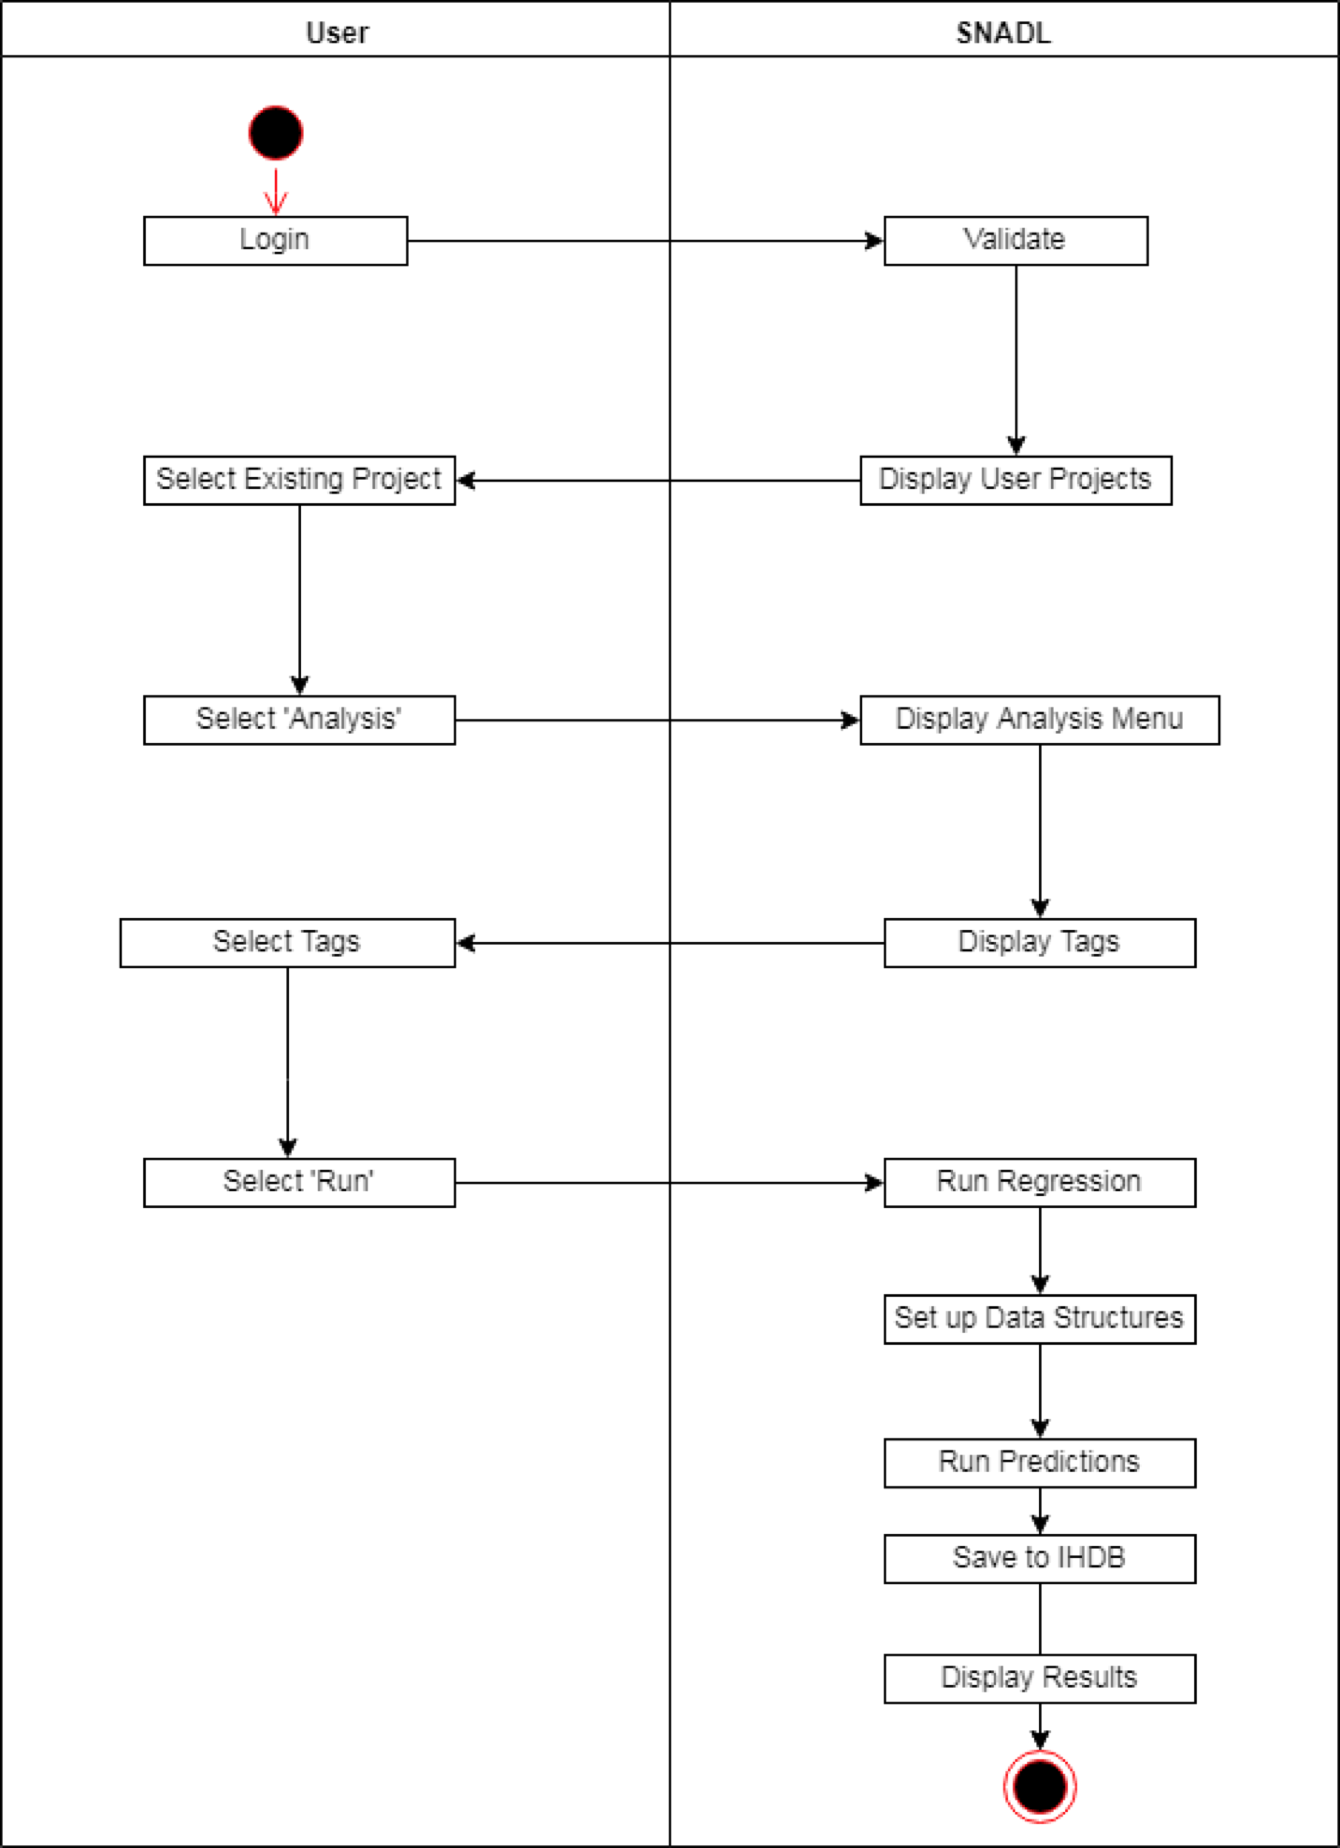 User
SNADL
Login
Validate
Select Existing Project
Display User Projects
Select 'Analysis'
Display Analysis Menu
Select Tags
Display Tags
Select 'Run'
Run Regression
Set up Data Structures
Run Predictions
Save to IHDB
Display Results